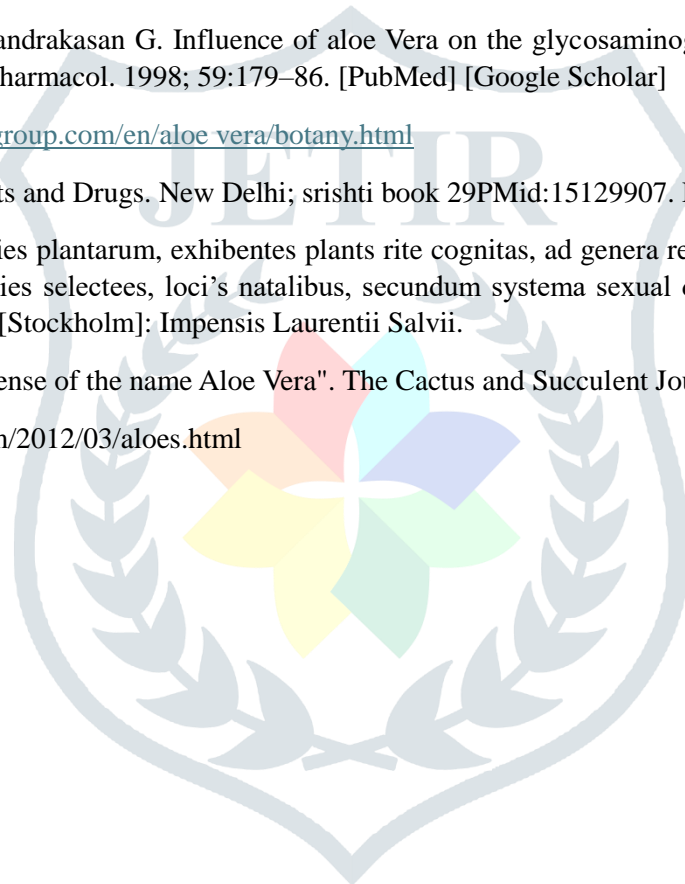 andrakasan G. Influence of aloe Vera on the glycosaminog
harmacol. 1998; 59:179–86. [PubMed] [Google Scholar]
group.com/en/aloe vera/botany.html
JETIR
ts and Drugs. New Delhi; srishti book 29PMid:15129907.
ies plantarum, exhibentes plants rite cognitas, ad genera re
ies selectees, loci's natalibus, secundum systema sexual
[Stockholm]: Impensis Laurentii Salvii.
ense of the name Aloe Vera". The Cactus and Succulent Jou
n/2012/03/aloes.html